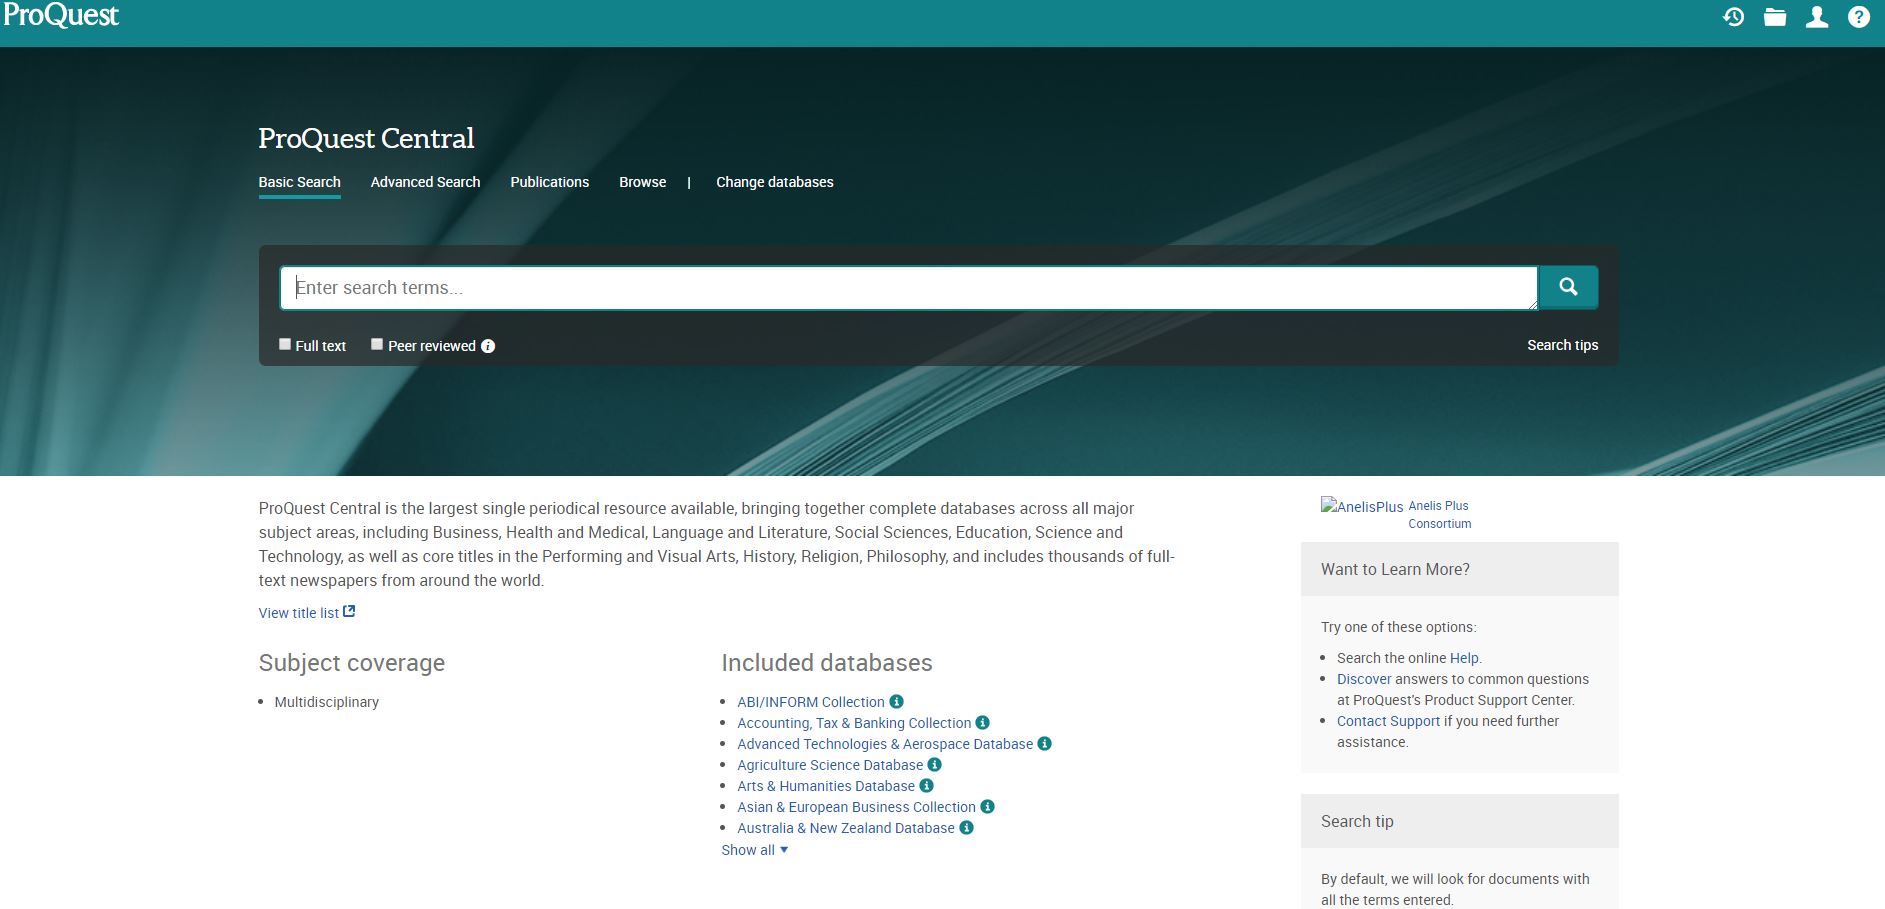 ProQuest
ProQuest Central
Basic Search Advanced Search Publications Browse | Change databases
Enter search terms...
Full text Peer reviewed
Search tips
ProQuest Central is the largest single periodical resource available, bringing together complete databases across all major
subject areas, including Business, Health and Medical, Language and Literature, Social Sciences, Education, Science and
Technology, as well as core titles in the Performing and Visual Arts, History, Religion, Philosophy, and includes thousands of full-
text newspapers from around the world.
View title list
Subject coverage
• Multidisciplinary
Included databases
• ABI/INFORM Collection
• Accounting, Tax & Banking Collection
• Advanced Technologies & Aerospace Database
• Agriculture Science Database
• Arts & Humanities Database
• Asian & European Business Collection
• Australia & New Zealand Database
Show all
AnelisPlus Anelis Plus
Consortium
Want to Learn More?
Try one of these options:
• Search the online Help.
• Discover answers to common questions
at ProQuest's Product Support Center.
• Contact Support if you need further
assistance.
Search tip
By default, we will look for documents with
all the terms entered.